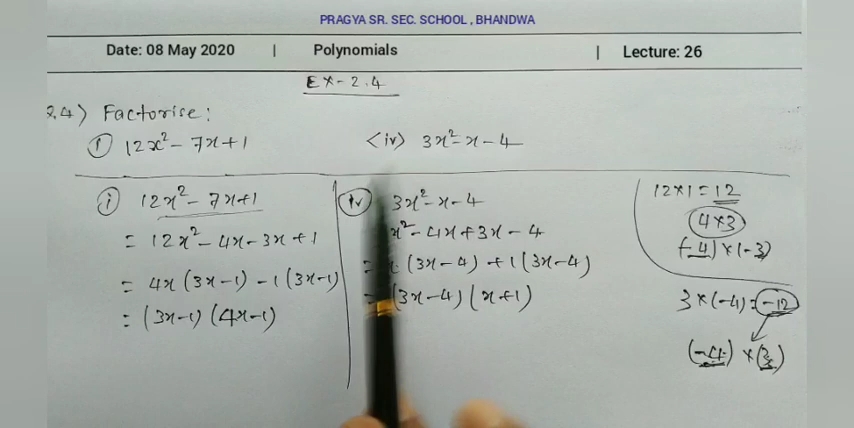 PRAGYA SR. SEC. SCHOOL , BHANDWA
Date: 08 May 2020 | Polynomials | Lecture: 26
Ex-2.4
2.4) Factorise:
(i) 12x² - 7x + 1
<iv> 3x² - x - 4
(i) 12x² - 7x + 1
= 12x² - 4x - 3x + 1
= 4x (3x-1) - 1 (3x-1)
= (3x-1) (4x-1)
(iv) 3x² - x - 4
x² - 4x + 3x - 4
= (3x-4) + 1 (3x-4)
= (3x-4) (x+1)
12×1 = 12
4×3
(-4) × (-3)
3×(-4) = -12
(-4) × (3)